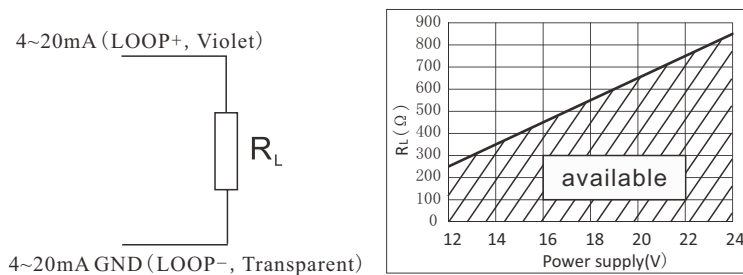 4~20mA (LOOP+, Violet)
RL
4~20mA GND (LOOP−, Transparent)
900
800
700
600
500
400
300
200
100
0
RL(Ω)
available
12 14 16 18 20 22 24
Power supply(V)